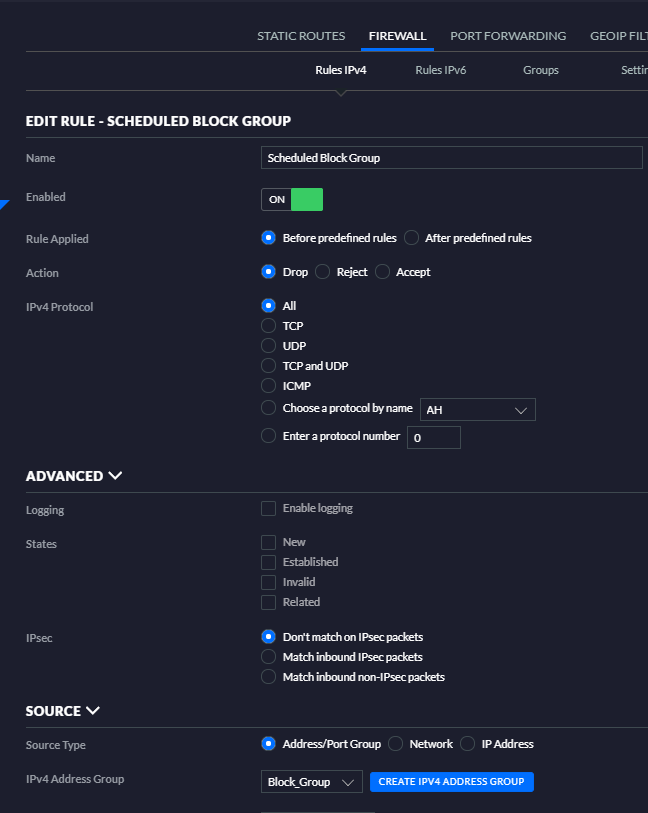 STATIC ROUTES FIREWALL PORT FORWARDING GEOIP FILT
Rules IPv4 Rules IPv6 Groups Settin
EDIT RULE - SCHEDULED BLOCK GROUP
Name Scheduled Block Group
Enabled ON
Rule Applied Before predefined rules After predefined rules
Action Drop Reject Accept
IPv4 Protocol All
TCP
UDP
TCP and UDP
ICMP
Choose a protocol by name AH
Enter a protocol number 0
ADVANCED
Logging Enable logging
States New
Established
Invalid
Related
IPsec Don't match on IPsec packets
Match inbound IPsec packets
Match inbound non-IPsec packets
SOURCE
Source Type Address/Port Group Network IP Address
IPv4 Address Group Block_Group CREATE IPV4 ADDRESS GROUP